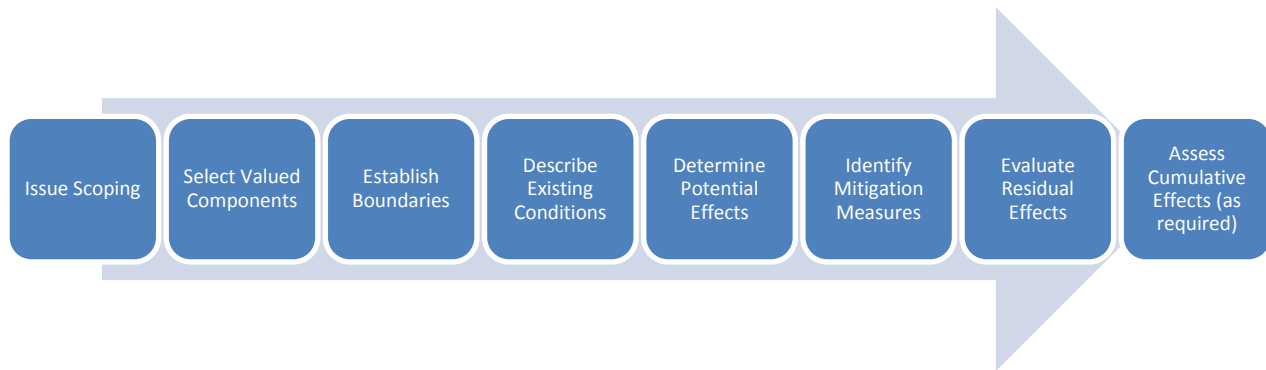 Issue Scoping
Select Valued
Components
Establish
Boundaries
Describe
Existing
Conditions
Determine
Potential
Effects
Identify
Mitigation
Measures
Evaluate
Residual
Effects
Assess
Cumulative
Effects (as
required)